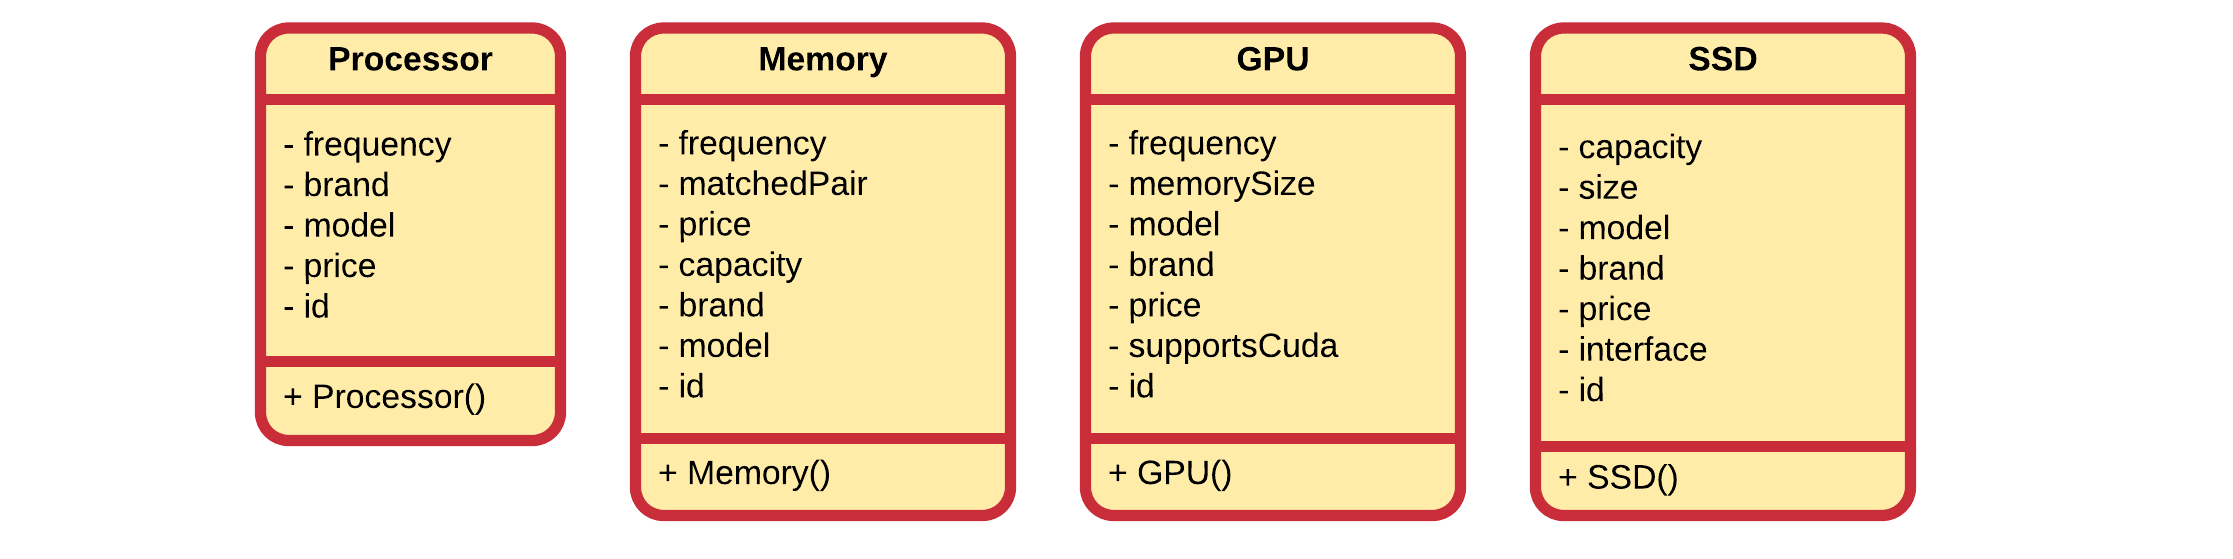 Processor
- frequency
- brand
- model
- price
- id
+ Processor()
Memory
- frequency
- matchedPair
- price
- capacity
- brand
- model
- id
+ Memory()
GPU
- frequency
- memorySize
- model
- brand
- price
- supportsCuda
- id
+ GPU()
SSD
- capacity
- size
- model
- brand
- price
- interface
- id
+ SSD()